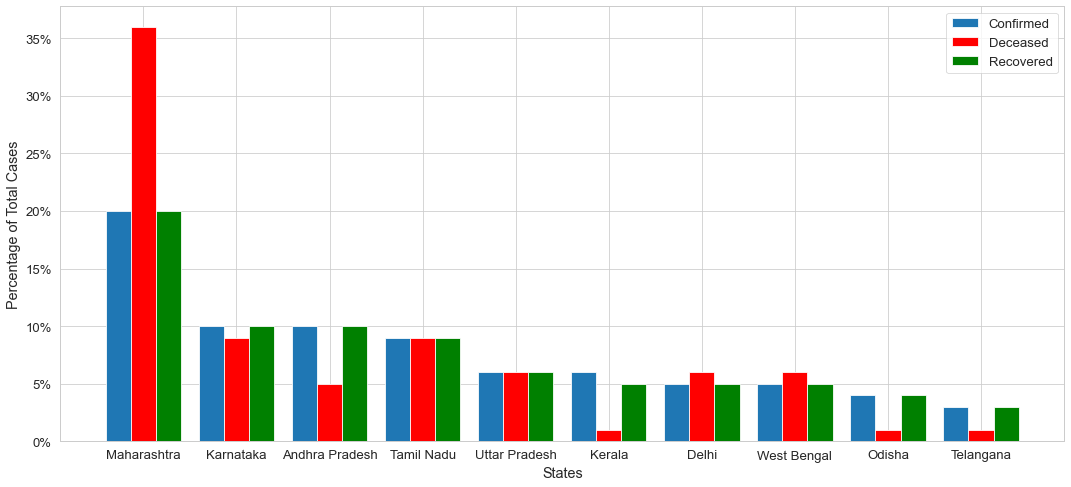 Confirmed
Deceased
Recovered
35%
30%
25%
20%
15%
10%
5%
0%
Percentage of Total Cases
Maharashtra Karnataka Andhra Pradesh Tamil Nadu Uttar Pradesh Kerala Delhi West Bengal Odisha Telangana
States